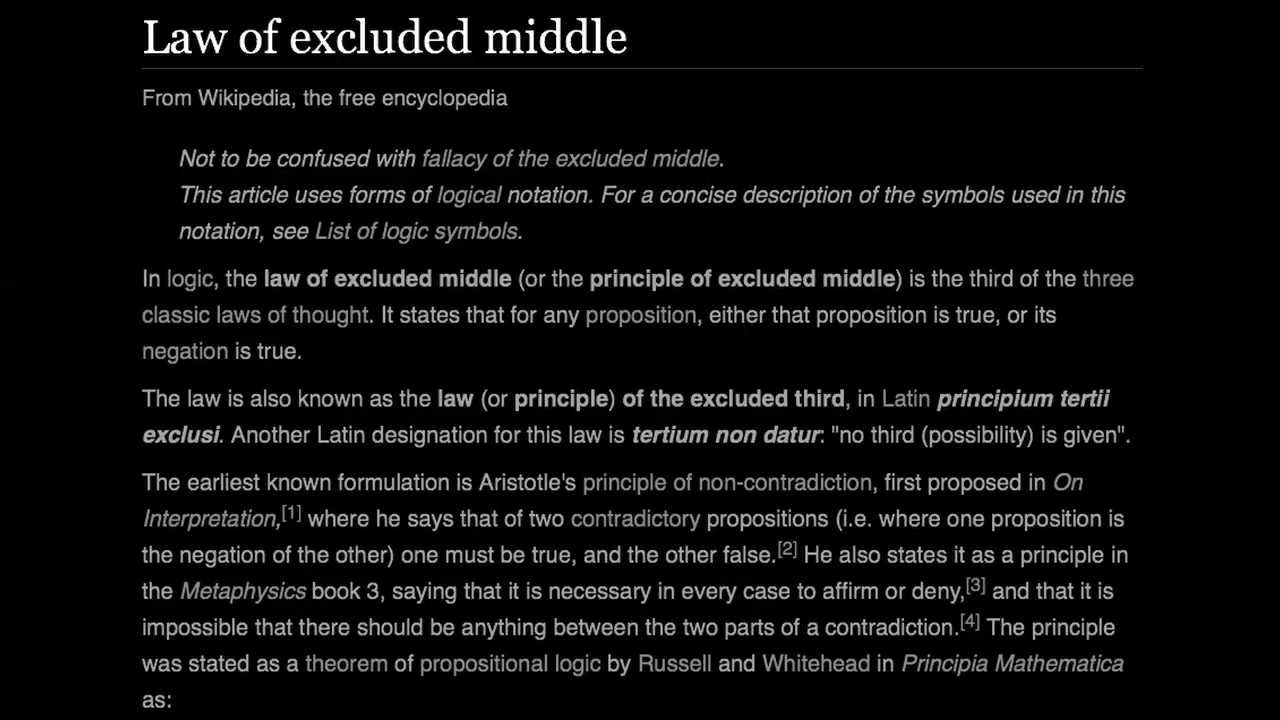 Law of excluded middle
From Wikipedia, the free encyclopedia
Not to be confused with fallacy of the excluded middle.
This article uses forms of logical notation. For a concise description of the symbols used in this
notation, see List of logic symbols.
In logic, the law of excluded middle (or the principle of excluded middle) is the third of the three
classic laws of thought. It states that for any proposition, either that proposition is true, or its
negation is true.
The law is also known as the law (or principle) of the excluded third, in Latin principium tertii
exclusi. Another Latin designation for this law is tertium non datur: "no third (possibility) is given".
The earliest known formulation is Aristotle's principle of non-contradiction, first proposed in On
Interpretation,[1] where he says that of two contradictory propositions (i.e. where one proposition is
the negation of the other) one must be true, and the other false.[2] He also states it as a principle in
the Metaphysics book 3, saying that it is necessary in every case to affirm or deny,[3] and that it is
impossible that there should be anything between the two parts of a contradiction.[4] The principle
was stated as a theorem of propositional logic by Russell and Whitehead in Principia Mathematica
as: